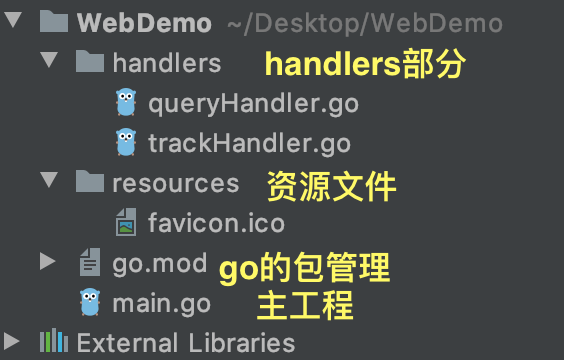 WebDemo ~/Desktop/WebDemo
handlers handlers部分
queryHandler.go
trackHandler.go
resources 资源文件
favicon.ico
go.mod go的包管理
main.go 主工程
External Libraries